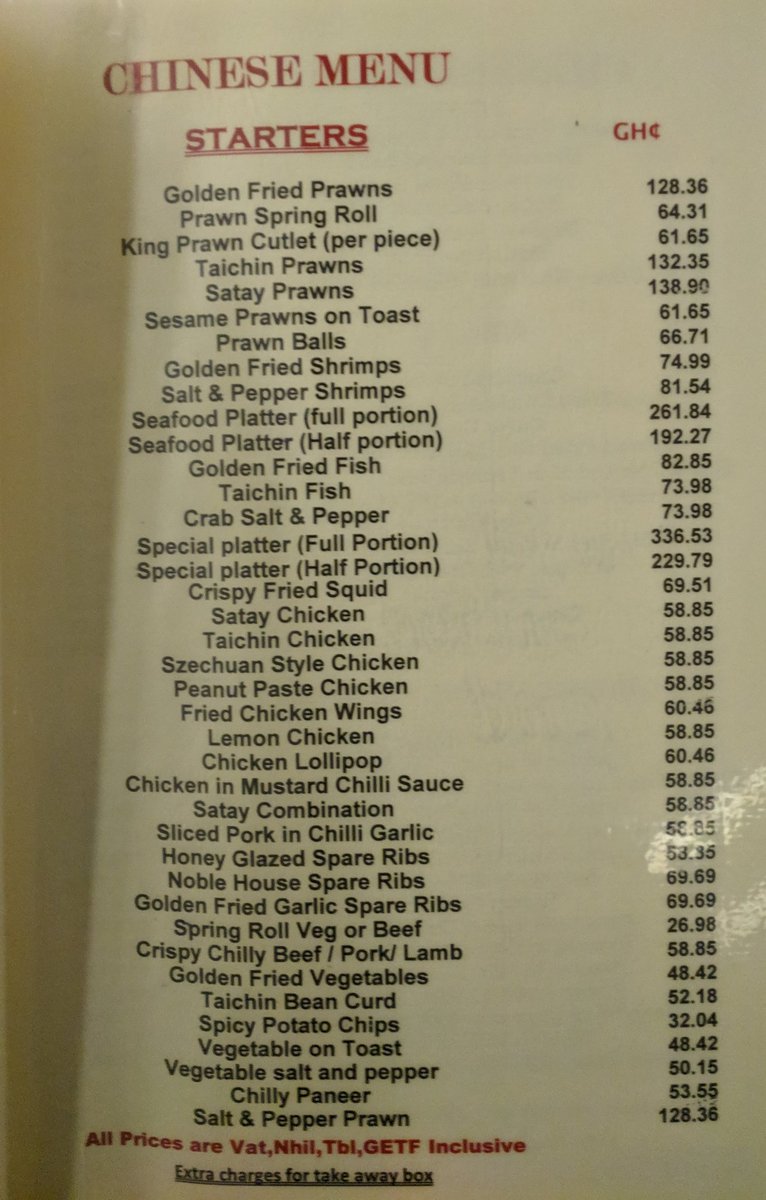 CHINESE MENU
STARTERS GH¢
Golden Fried Prawns 128.36
Prawn Spring Roll 64.31
King Prawn Cutlet (per piece) 61.65
Taichin Prawns 132.35
Satay Prawns 138.90
Sesame Prawns on Toast 61.65
Prawn Balls 66.71
Golden Fried Shrimps 74.99
Salt & Pepper Shrimps 81.54
Seafood Platter (full portion) 261.84
Seafood Platter (Half portion) 192.27
Golden Fried Fish 82.85
Taichin Fish 73.98
Crab Salt & Pepper 73.98
Special platter (Full Portion) 336.53
Special platter (Half Portion) 229.79
Crispy Fried Squid 69.51
Satay Chicken 58.85
Taichin Chicken 58.85
Szechuan Style Chicken 58.85
Peanut Paste Chicken 58.85
Fried Chicken Wings 60.46
Lemon Chicken 58.85
Chicken Lollipop 60.46
Chicken in Mustard Chilli Sauce 58.85
Satay Combination 58.85
Sliced Pork in Chilli Garlic 58.85
Honey Glazed Spare Ribs
Noble House Spare Ribs 69.69
Golden Fried Garlic Spare Ribs 69.69
Spring Roll Veg or Beef 26.98
Crispy Chilly Beef / Pork/ Lamb 58.85
Golden Fried Vegetables 48.42
Taichin Bean Curd 52.18
Spicy Potato Chips 32.04
Vegetable on Toast 48.42
Vegetable salt and pepper 50.15
Chilly Paneer 53.55
Salt & Pepper Prawn 128.36
All Prices are Vat,Nhil,Tbl,GETF Inclusive
Extra charges for take away box